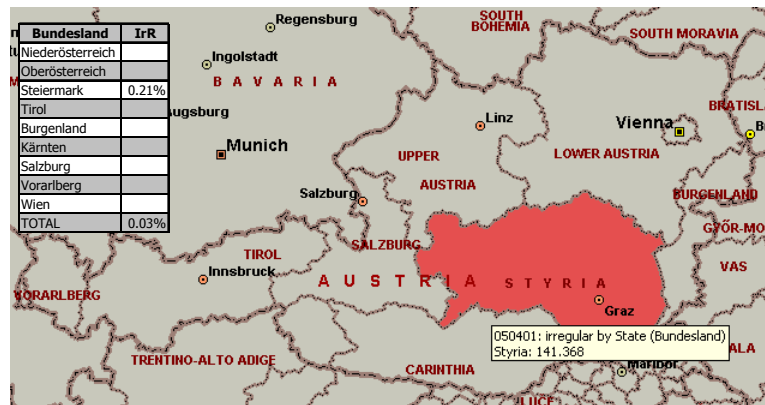 Regensburg
SOUTH
BOHEMIA
SOUTH MORAVIA
Bundesland IrR
Niederösterreich
Oberösterreich
Steiermark 0.21%
Tirol
Burgenland
Kärnten
Salzburg
Vorarlberg
Wien
TOTAL 0.03%
Ingolstadt
BAVARIA
Augsburg
Munich
Linz
Vienna
BRATISLA
UPPER
AUSTRIA
LOWER AUSTRIA
Salzburg
BURGENLAND
SALZBURG
GYŐR-MO
TIROL
Innsbruck
AUSTRIA
STYRIA
VAS
VORARLBERG
Graz
050401: irregular by State (Bundesland)
Styria: 141.368
ALA
TRENTINO-ALTO ADIGE
CARINTHIA
Maribor